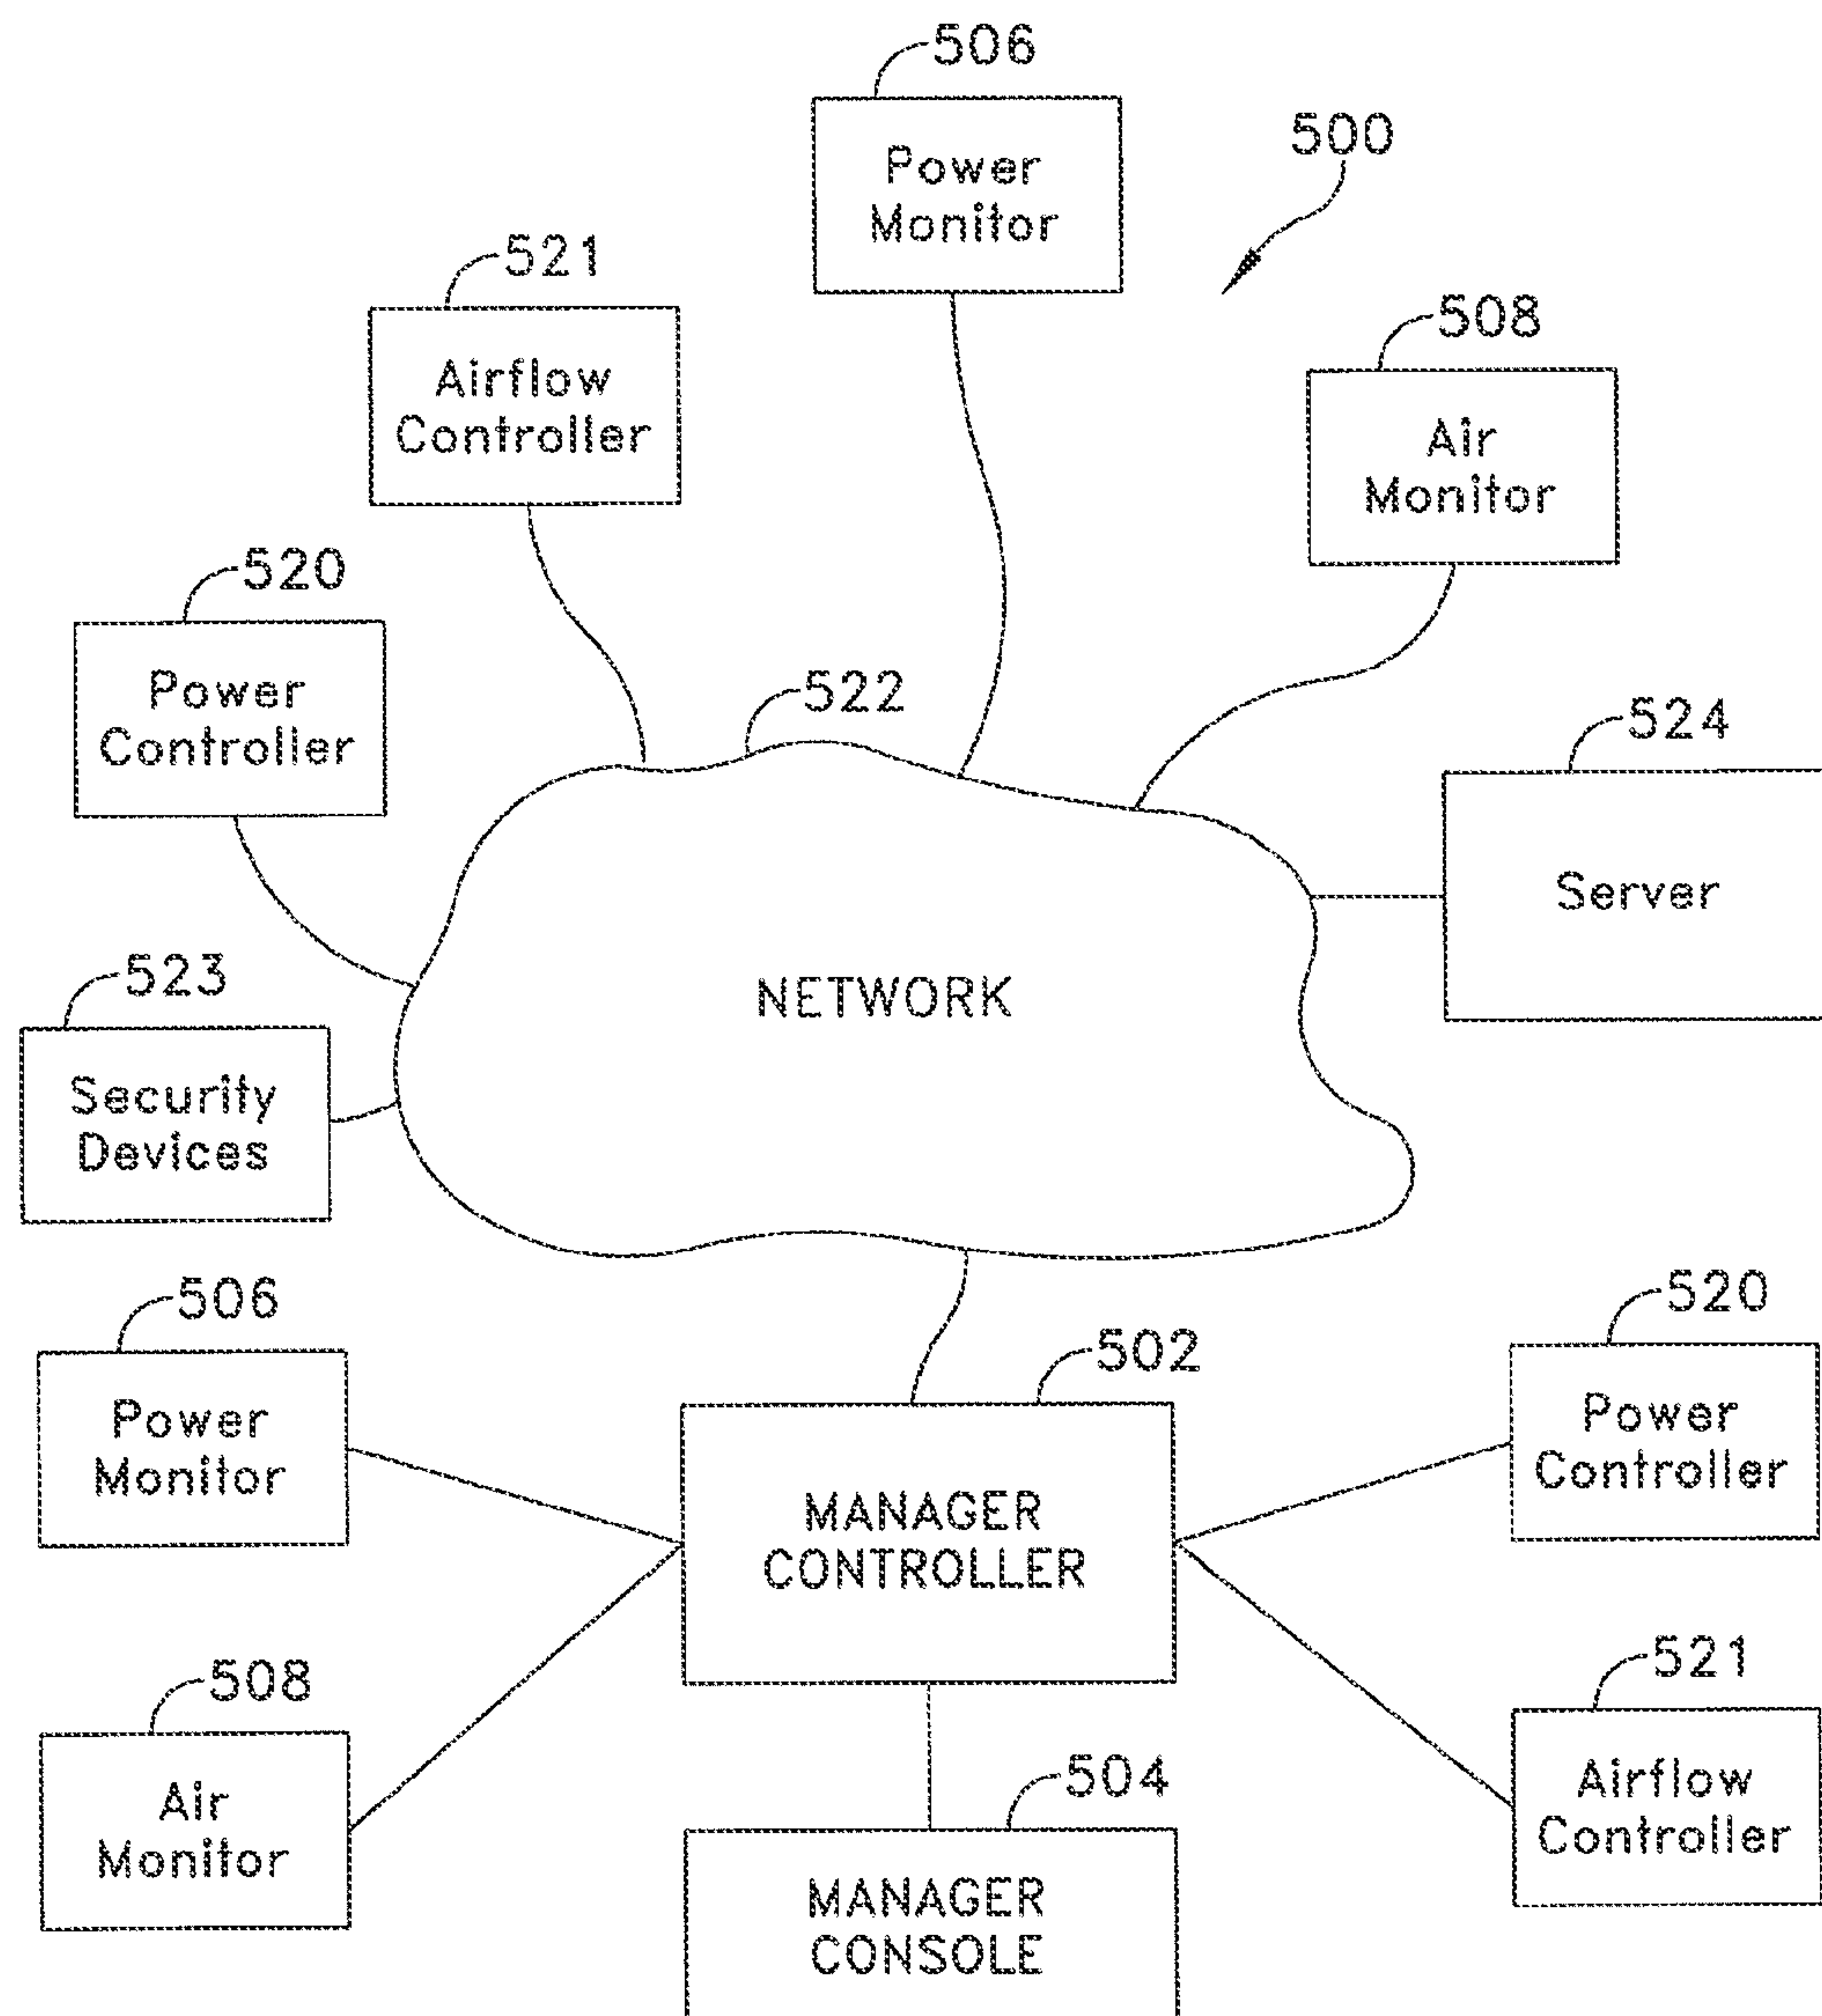 506
Power
Monitor
500
521
Airflow
Controller
508
Air
Monitor
520
Power
Controller
522
524
Server
NETWORK
523
Security
Devices
506
Power
Monitor
502
MANAGER
CONTROLLER
520
Power
Controller
508
Air
Monitor
521
Airflow
Controller
504
MANAGER
CONSOLE